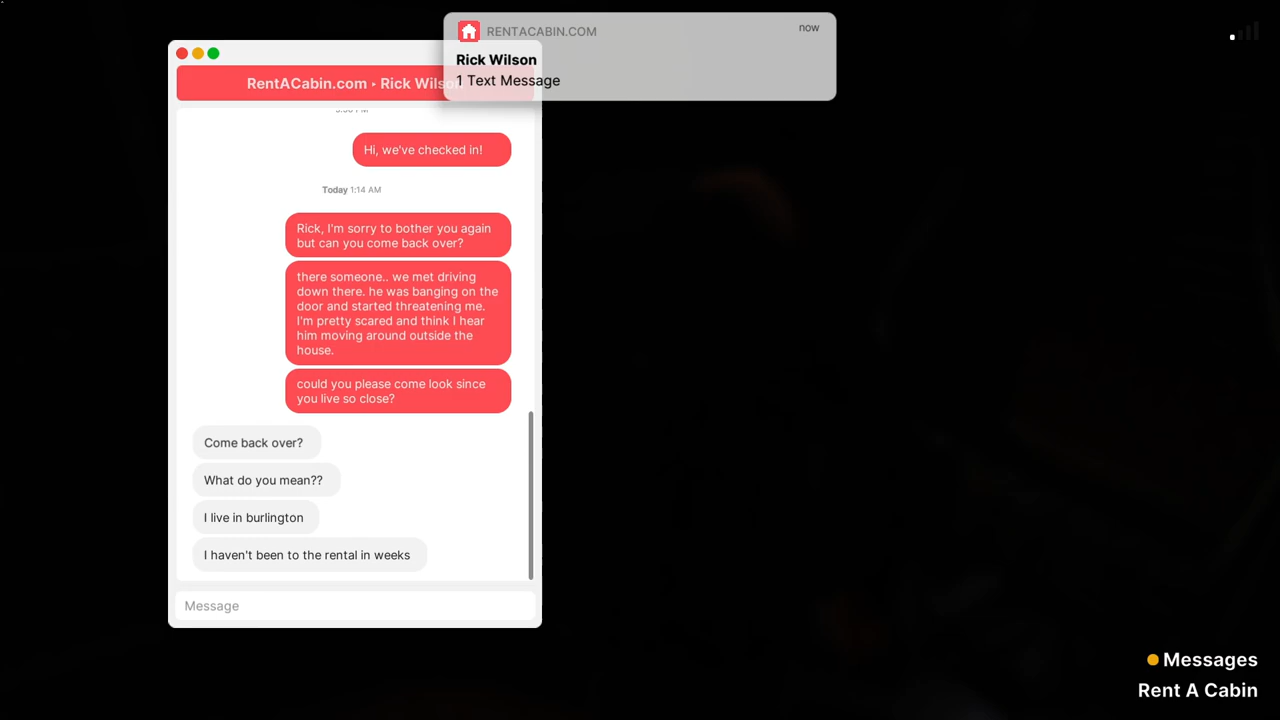 RENTACABIN.COM
now
Rick Wilson
1 Text Message
RentACabin.com ▸ Rick Wilson
Hi, we've checked in!
Today 1:14 AM
Rick, I'm sorry to bother you again
but can you come back over?
there someone.. we met driving
down there. he was banging on the
door and started threatening me.
I'm pretty scared and think I hear
him moving around outside the
house.
could you please come look since
you live so close?
Come back over?
What do you mean??
I live in burlington
I haven't been to the rental in weeks
Message
Messages
Rent A Cabin